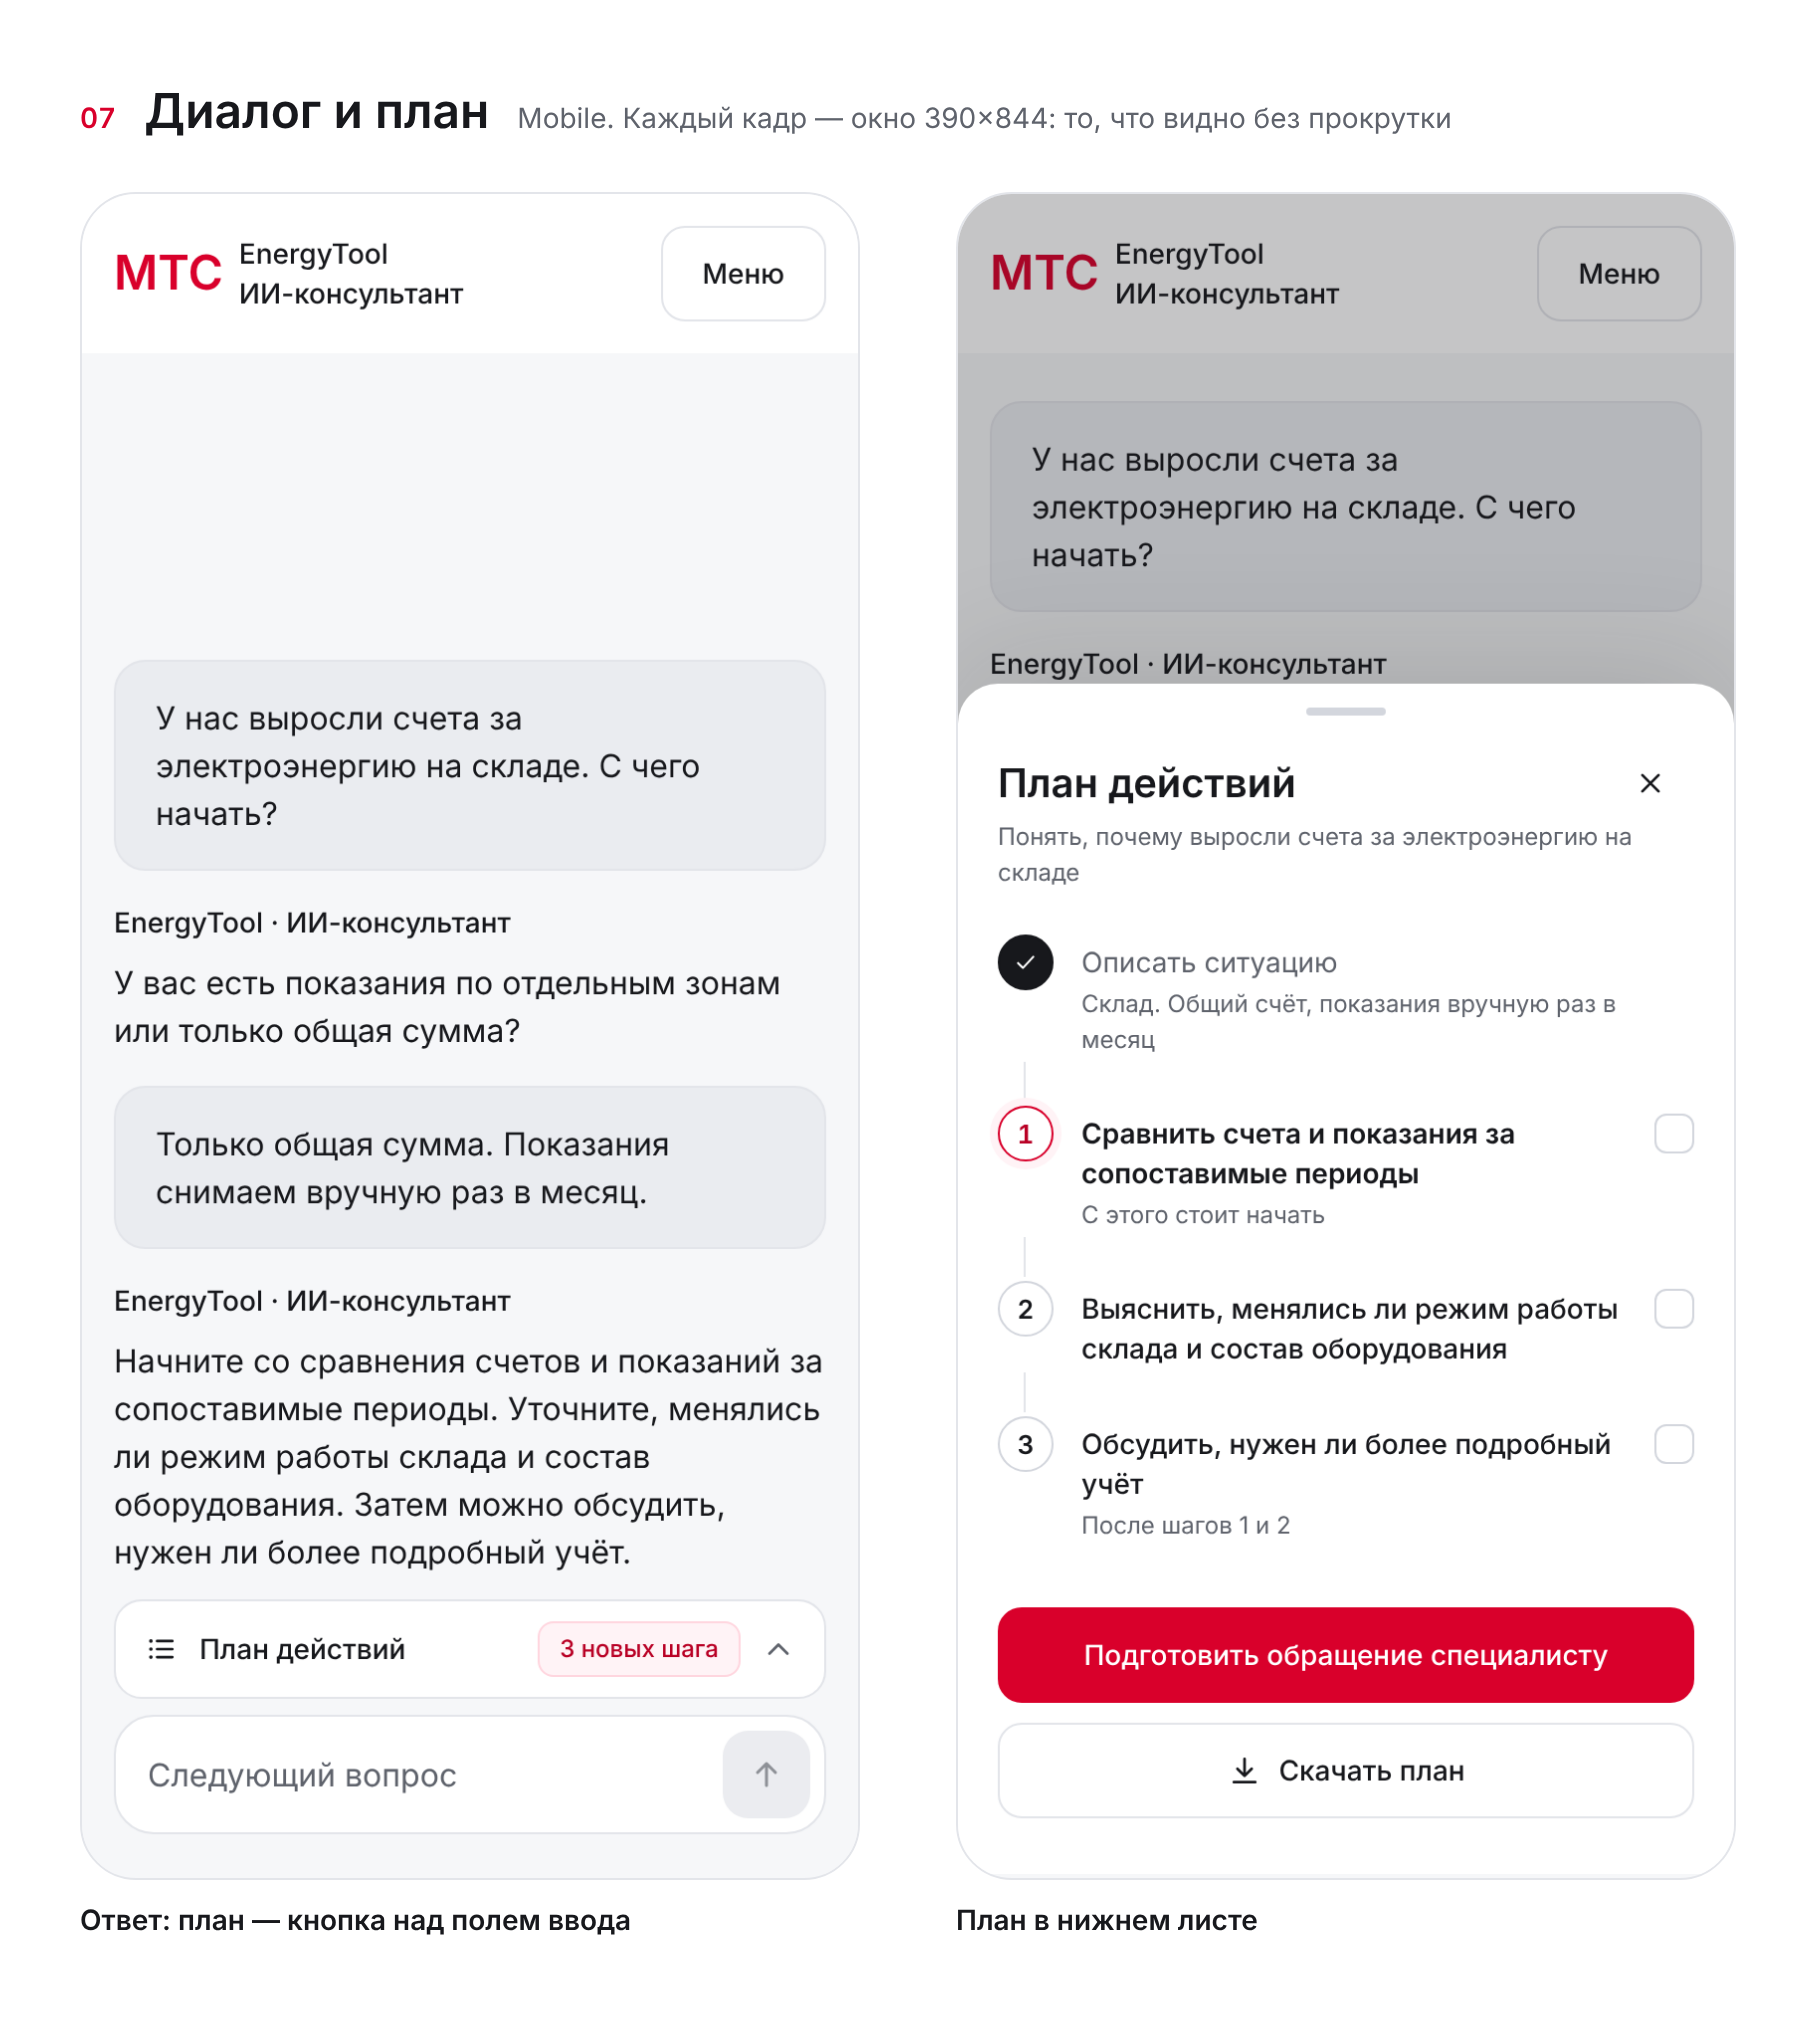 07 Диалог и план Mobile. Каждый кадр — окно 390×844: то, что видно без прокрутки
МТС
EnergyTool
ИИ-консультант
Меню
У нас выросли счета за
электроэнергию на складе. С чего
начать?
EnergyTool · ИИ-консультант
У вас есть показания по отдельным зонам
или только общая сумма?
Только общая сумма. Показания
снимаем вручную раз в месяц.
EnergyTool · ИИ-консультант
Начните со сравнения счетов и показаний за
сопоставимые периоды. Уточните, менялись
ли режим работы склада и состав
оборудования. Затем можно обсудить,
нужен ли более подробный учёт.
План действий 3 новых шага
Следующий вопрос
Ответ: план — кнопка над полем ввода
МТС
EnergyTool
ИИ-консультант
Меню
У нас выросли счета за
электроэнергию на складе. С чего
начать?
EnergyTool · ИИ-консультант
План действий
Понять, почему выросли счета за электроэнергию на
складе
Описать ситуацию
Склад. Общий счёт, показания вручную раз в
месяц
1 Сравнить счета и показания за
сопоставимые периоды
С этого стоит начать
2 Выяснить, менялись ли режим работы
склада и состав оборудования
3 Обсудить, нужен ли более подробный
учёт
После шагов 1 и 2
Подготовить обращение специалисту
Скачать план
План в нижнем листе